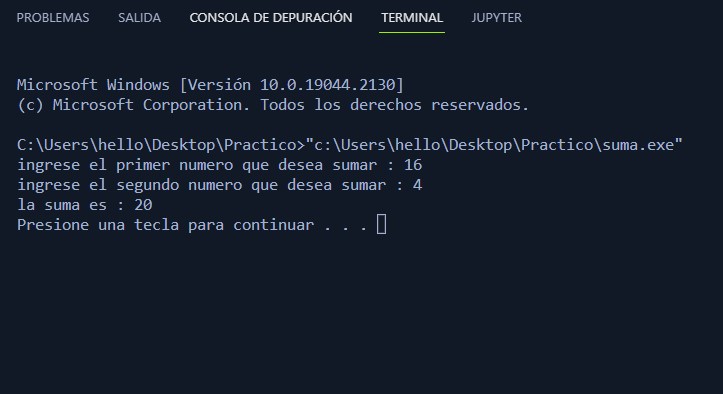 PROBLEMAS SALIDA CONSOLA DE DEPURACIÓN TERMINAL JUPYTER
Microsoft Windows [Versión 10.0.19044.2130]
(c) Microsoft Corporation. Todos los derechos reservados.
C:\Users\hello\Desktop\Practico>"c:\Users\hello\Desktop\Practico\suma.exe"
ingrese el primer numero que desea sumar : 16
ingrese el segundo numero que desea sumar : 4
la suma es : 20
Presione una tecla para continuar . . .